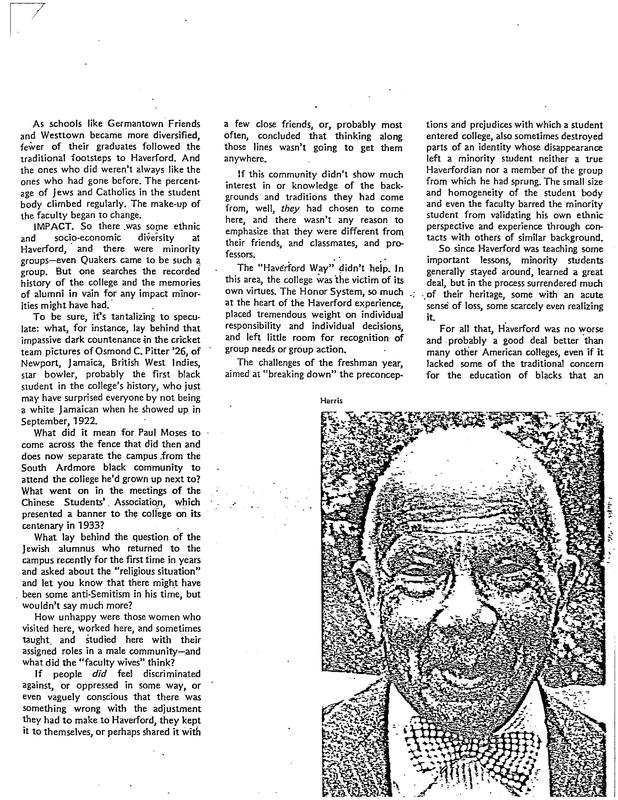 As schools like Germantown Friends
and Westtown became more diversified,
fewer of their graduates followed the
traditional footsteps to Haverford. And
the ones who did weren't always like the
ones who had gone before. The percent-
age of Jews and Catholics in the student
body climbed regularly. The make-up of
the faculty began to change.
IMPACT. So there was some ethnic
and socio-economic diversity at
Haverford, and there were minority
groups—even Quakers came to be such a
group. But one searches the recorded
history of the college and the memories
of alumni in vain for any impact minor-
ities might have had.
To be sure, it's tantalizing to specu-
late: what, for instance, lay behind that
impassive dark countenance in the cricket
team pictures of Osmond C. Pitter '26, of
Newport, Jamaica, British West Indies,
star bowler, probably the first black
student in the college's history, who just
may have surprised everyone by not being
a white Jamaican when he showed up in
September, 1922.
What did it mean for Paul Moses to
come across the fence that did then and
does now separate the campus from the
South Ardmore black community to
attend the college he'd grown up next to?
What went on in the meetings of the
Chinese Students' Association, which
presented a banner to the college on its
centenary in 1933?
What lay behind the question of the
Jewish alumnus who returned to the
campus recently for the first time in years
and asked about the "religious situation"
and let you know that there might have
been some anti-Semitism in his time, but
wouldn't say much more?
How unhappy were those women who
visited here, worked here, and sometimes
taught and studied here with their
assigned roles in a male community—and
what did the "faculty wives" think?
If people did feel discriminated
against, or oppressed in some way, or
even vaguely conscious that there was
something wrong with the adjustment
they had to make to Haverford, they kept
it to themselves, or perhaps shared it with
a few close friends, or, probably most
often, concluded that thinking along
those lines wasn't going to get them
anywhere.
If this community didn't show much
interest in or knowledge of the back-
grounds and traditions they had come
from, well, they had chosen to come
here, and there wasn't any reason to
emphasize that they were different from
their friends, and classmates, and pro-
fessors.
The "Haverford Way" didn't help. In
this area, the college was the victim of its
own virtues. The Honor System, so much
at the heart of the Haverford experience,
placed tremendous weight on individual
responsibility and individual decisions,
and left little room for recognition of
group needs or group action.
The challenges of the freshman year,
aimed at "breaking down" the preconcep-
tions and prejudices with which a student
entered college, also sometimes destroyed
parts of an identity whose disappearance
left a minority student neither a true
Haverfordian nor a member of the group
from which he had sprung. The small size
and homogeneity of the student body
and even the faculty barred the minority
student from validating his own ethnic
perspective and experience through con-
tacts with others of similar background.
So since Haverford was teaching some
important lessons, minority students
generally stayed around, learned a great
deal, but in the process surrendered much
of their heritage, some with an acute
sense of loss, some scarcely even realizing
it.
For all that, Haverford was no worse
and probably a good deal better than
many other American colleges, even if it
lacked some of the traditional concern
for the education of blacks that an
Harris